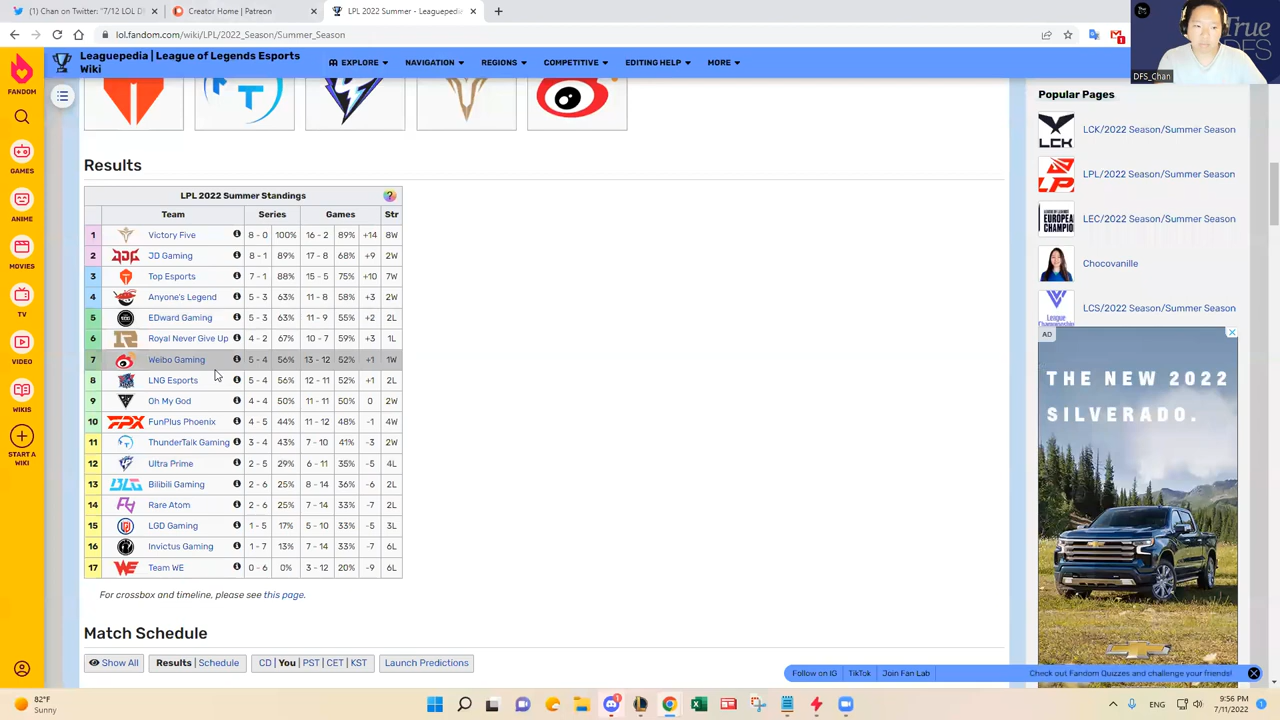 (1) Chan on Twitter: "7/12 LOL D
Creator Home | Patreon
LPL 2022 Summer - Leaguepedia
lol.fandom.com/wiki/LPL/2022_Season/Summer_Season
FANDOM
GAMES
ANIME
MOVIES
TV
VIDEO
WIKIS
START A
WIKI
Leaguepedia | League of Legends Esports
Wiki
EXPLORE
NAVIGATION
REGIONS
COMPETITIVE
EDITING HELP
MORE
True
DFS
DFS_Chan
Results
LPL 2022 Summer Standings
Team Series Games Str
1 Victory Five 8 - 0 100% 16 - 2 89% +14 8W
2 JD Gaming 8 - 1 89% 17 - 8 68% +9 2W
3 Top Esports 7 - 1 88% 15 - 5 75% +10 7W
4 Anyone's Legend 5 - 3 63% 11 - 8 58% +3 2W
5 EDward Gaming 5 - 3 63% 11 - 9 55% +2 2L
6 Royal Never Give Up 4 - 2 67% 10 - 7 59% +3 1L
7 Weibo Gaming 5 - 4 56% 13 - 12 52% +1 1W
8 LNG Esports 5 - 4 56% 12 - 11 52% +1 2L
9 Oh My God 4 - 4 50% 11 - 11 50% 0 2W
10 FunPlus Phoenix 4 - 5 44% 11 - 12 48% -1 4W
11 ThunderTalk Gaming 3 - 4 43% 7 - 10 41% -3 2W
12 Ultra Prime 2 - 5 29% 6 - 11 35% -5 4L
13 Bilibili Gaming 2 - 6 25% 8 - 14 36% -6 2L
14 Rare Atom 2 - 6 25% 7 - 14 33% -7 2L
15 LGD Gaming 1 - 5 17% 5 - 10 33% -5 3L
16 Invictus Gaming 1 - 7 13% 7 - 14 33% -7 6L
17 Team WE 0 - 6 0% 3 - 12 20% -9 6L
For crossbox and timeline, please see this page.
Match Schedule
Show All
Results | Schedule
CD | You | PST | CET | KST
Launch Predictions
Popular Pages
LCK/2022 Season/Summer Season
LPL/2022 Season/Summer Season
LEC/2022 Season/Summer Season
Chocovanille
LCS/2022 Season/Summer Season
AD
THE NEW 2022
SILVERADO.
Follow on IG
TikTok
Join Fan Lab
Check out Fandom Quizzes and challenge your friends!
82°F
Sunny
ENG
9:56 PM
7/11/2022